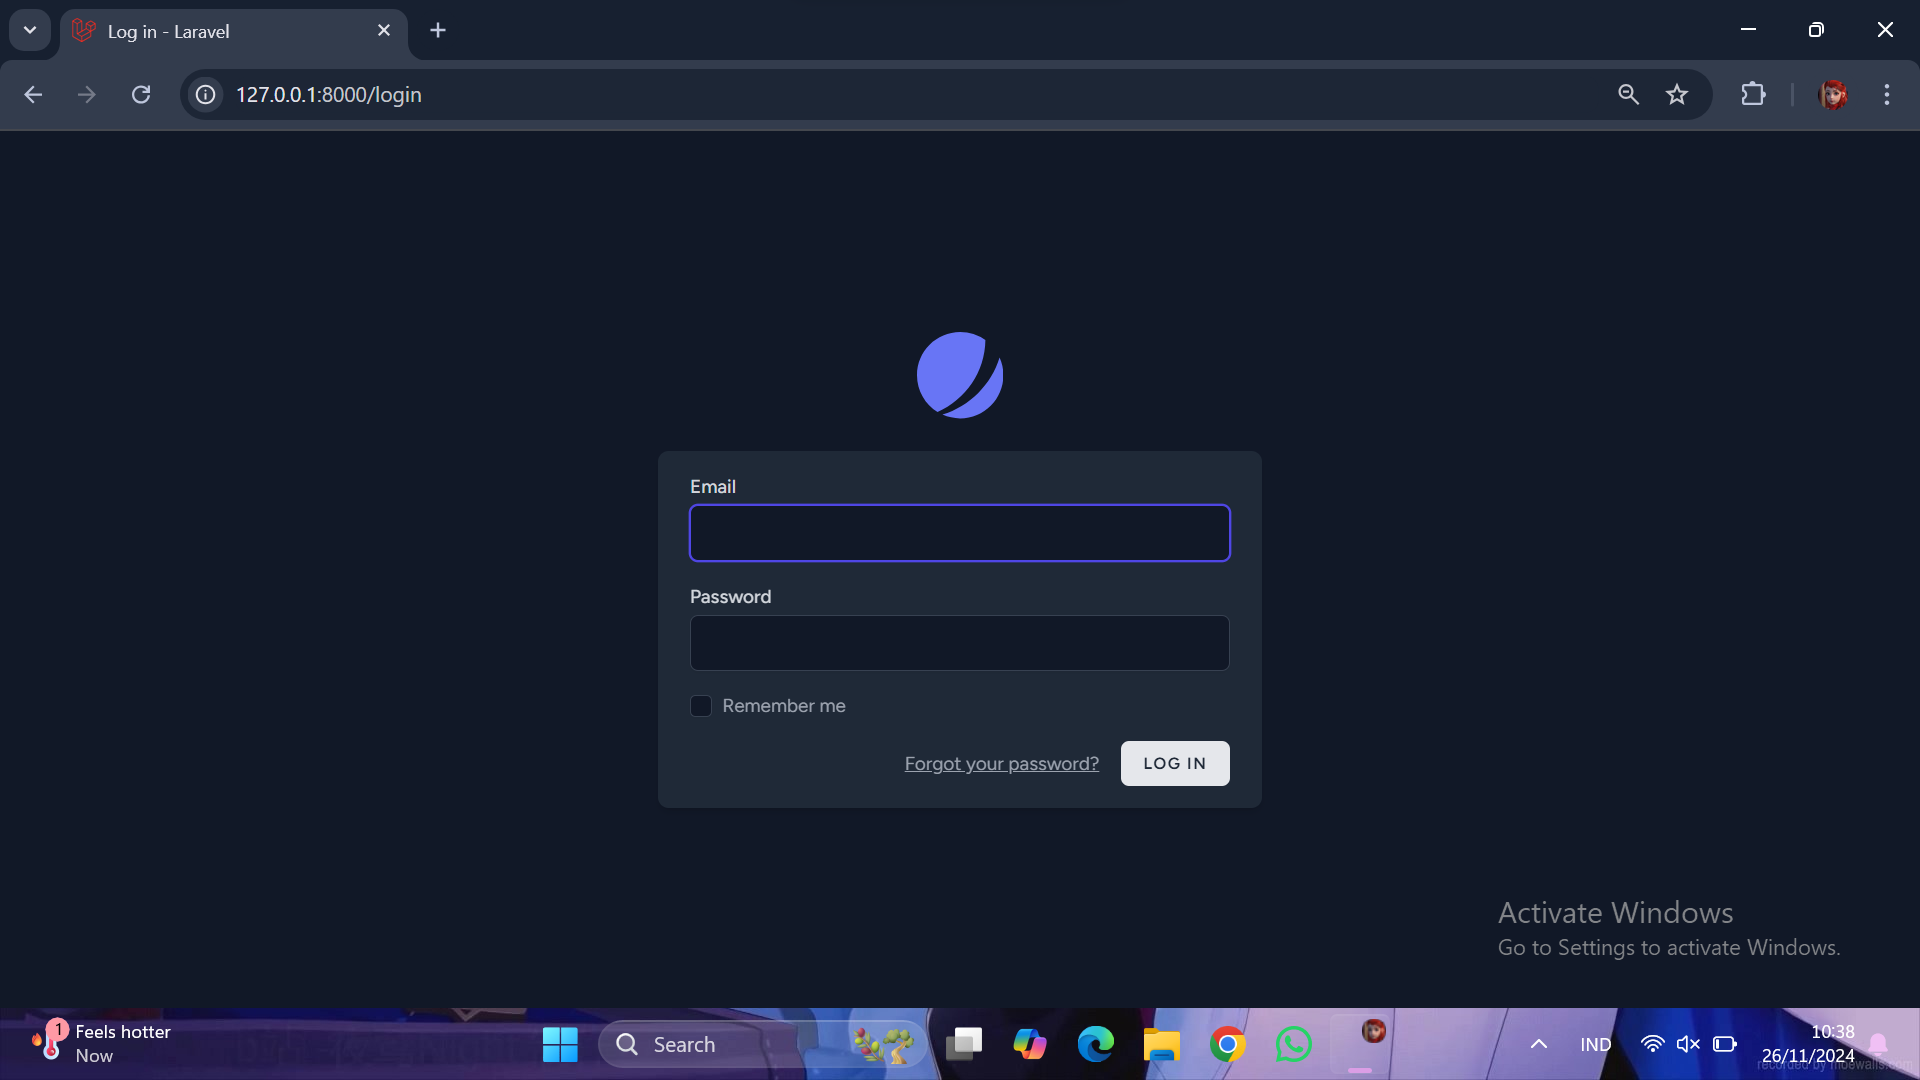 Log in - Laravel
127.0.0.1:8000/login
Email
Password
Remember me
Forgot your password?
LOG IN
Activate Windows
Go to Settings to activate Windows.
1
Feels hotter
Now
Search
IND
10:38
26/11/2024
recorded by moewalls.com